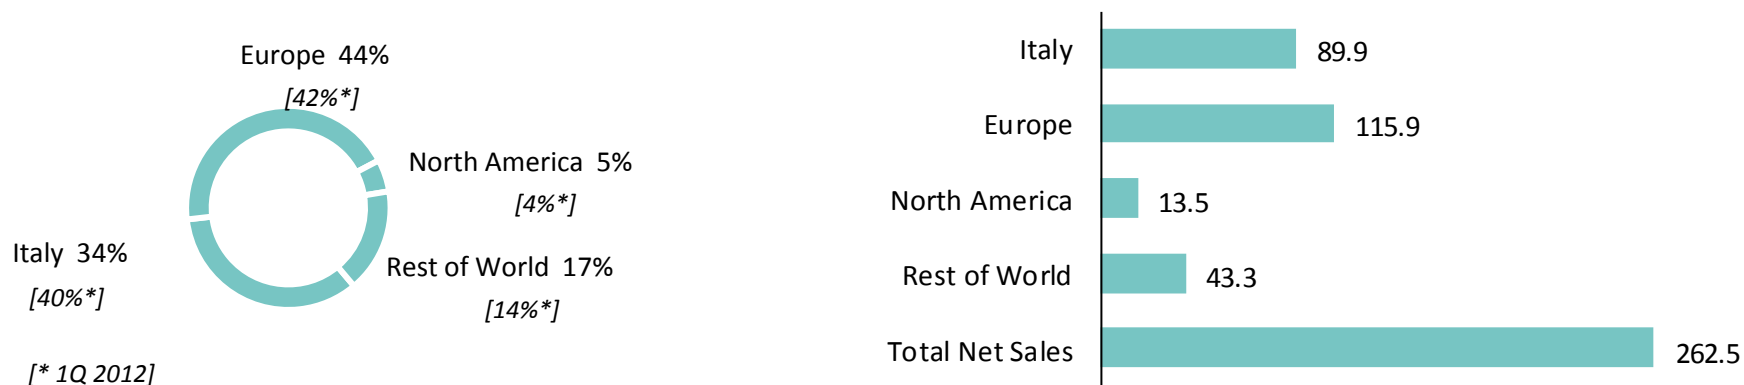 Europe 44%
[42%*]
North America 5%
[4%*]
Italy 34%
[40%*]
Rest of World 17%
[14%*]
[* 1Q 2012]
Italy 89.9
Europe 115.9
North America 13.5
Rest of World 43.3
Total Net Sales 262.5